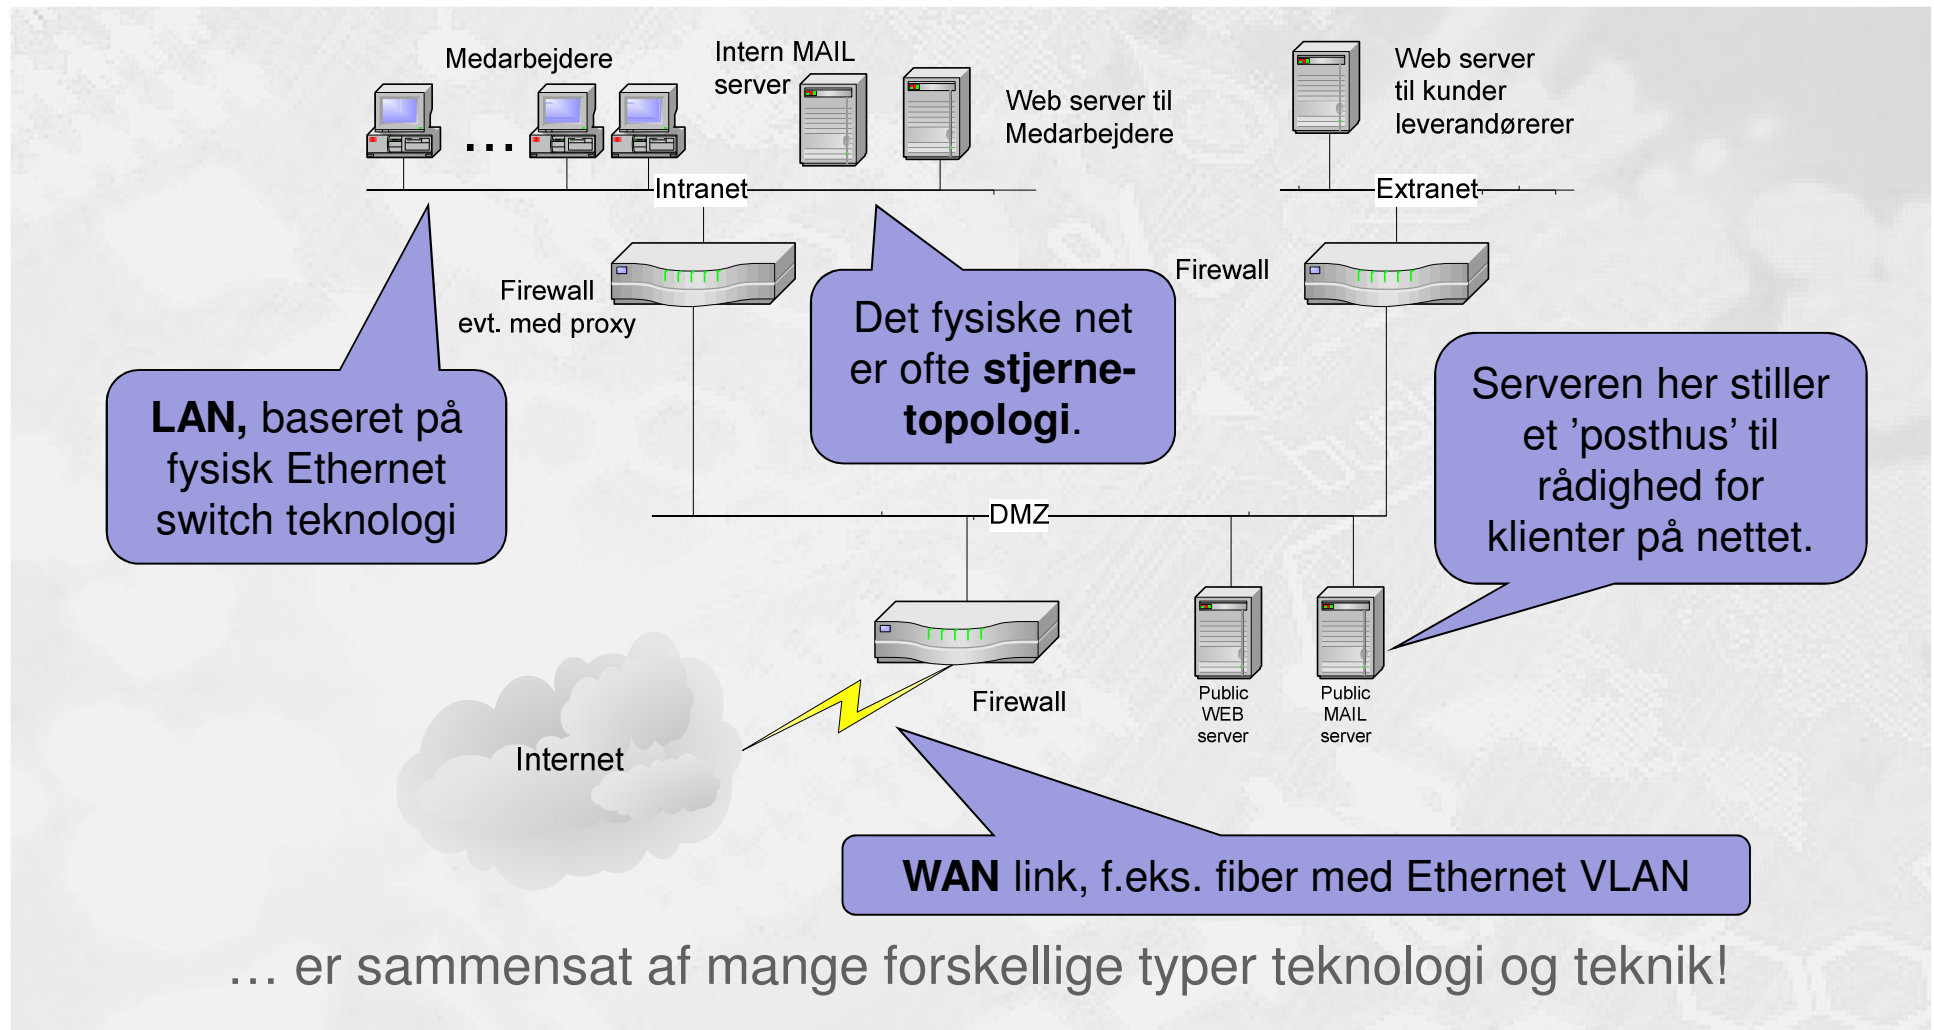 Medarbejdere
Intern MAIL
server
Web server til
Medarbejdere
Web server
til kunder
leverandørerer
...
Intranet
Extranet
Firewall
evt. med proxy
Firewall
Det fysiske net
er ofte stjerne-
topologi.
LAN, baseret på
fysisk Ethernet
switch teknologi
Serveren her stiller
et ’posthus’ til
rådighed for
klienter på nettet.
DMZ
Firewall
Public
WEB
server
Public
MAIL
server
Internet
WAN link, f.eks. fiber med Ethernet VLAN
… er sammensat af mange forskellige typer teknologi og teknik!